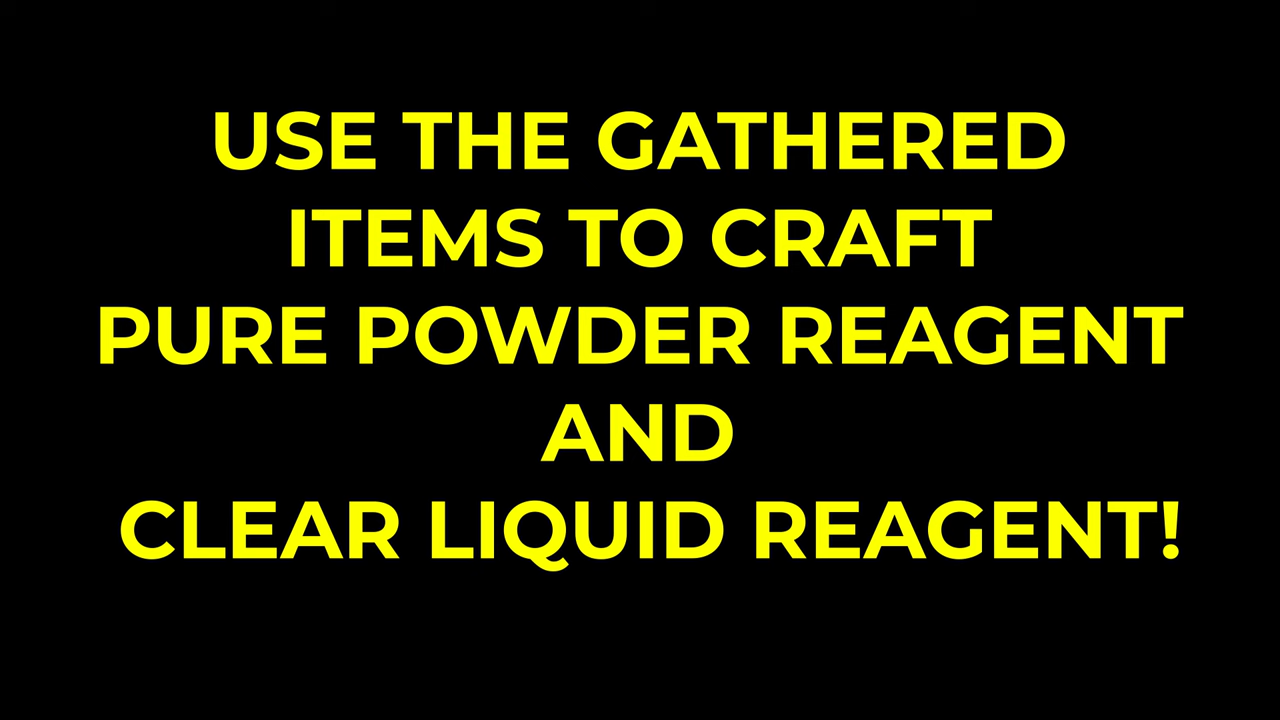 USE THE GATHERED
ITEMS TO CRAFT
PURE POWDER REAGENT
AND
CLEAR LIQUID REAGENT!